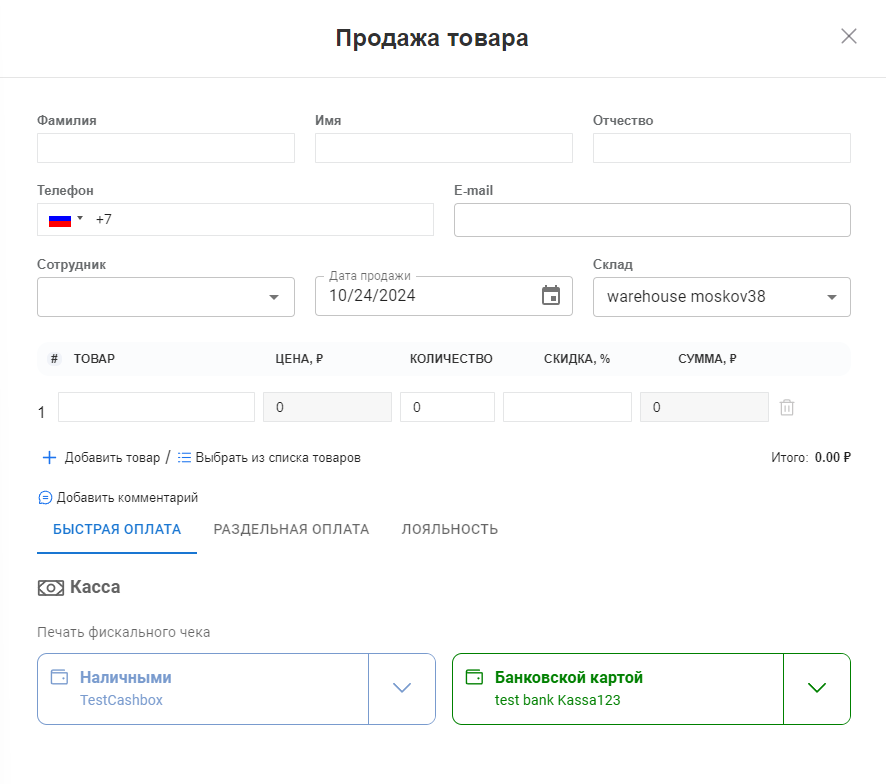 Продажа товара
Фамилия Имя Отчество
Телефон E-mail
+7
Сотрудник Дата продажи Склад
10/24/2024 warehouse moskov38
# ТОВАР ЦЕНА, ₽ КОЛИЧЕСТВО СКИДКА, % СУММА, ₽
1 0 0 0
Добавить товар / Выбрать из списка товаров Итого: 0.00 ₽
Добавить комментарий
БЫСТРАЯ ОПЛАТА РАЗДЕЛЬНАЯ ОПЛАТА ЛОЯЛЬНОСТЬ
Касса
Печать фискального чека
Наличными Банковской картой
TestCashbox test bank Kassa123